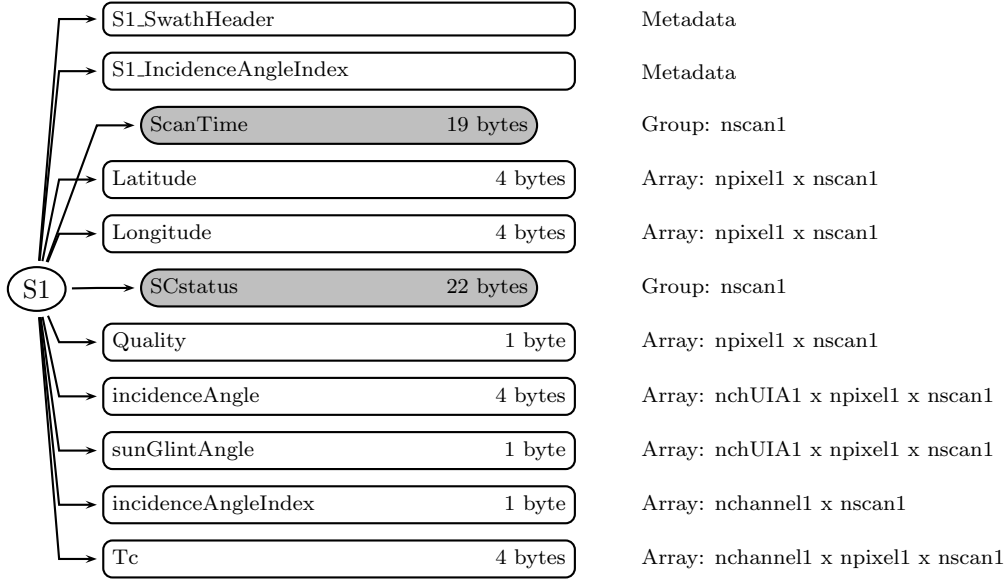 S1_SwathHeader Metadata
S1_IncidenceAngleIndex Metadata
ScanTime 19 bytes Group: nscan1
Latitude 4 bytes Array: npixel1 x nscan1
Longitude 4 bytes Array: npixel1 x nscan1
S1 SCstatus 22 bytes Group: nscan1
Quality 1 byte Array: npixel1 x nscan1
incidenceAngle 4 bytes Array: nchUIA1 x npixel1 x nscan1
sunGlintAngle 1 byte Array: nchUIA1 x npixel1 x nscan1
incidenceAngleIndex 1 byte Array: nchannel1 x nscan1
Tc 4 bytes Array: nchannel1 x npixel1 x nscan1